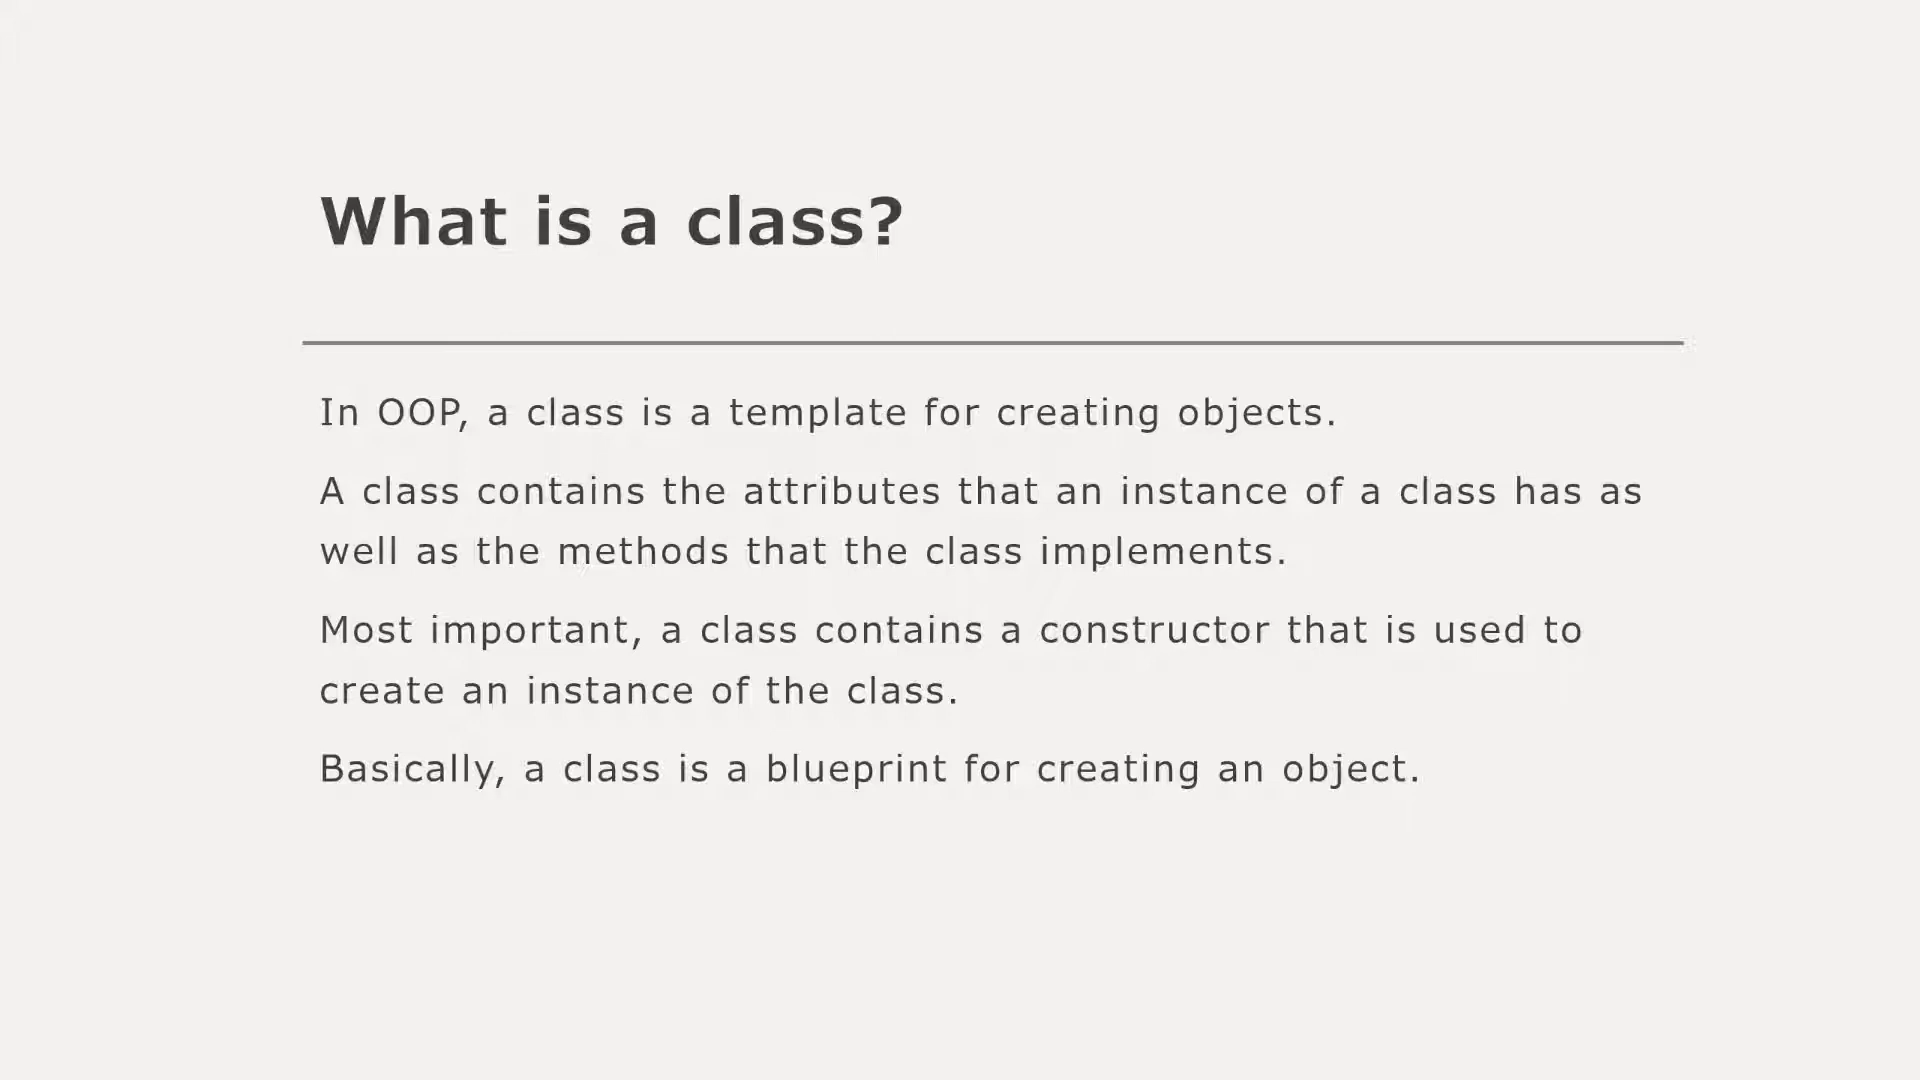 What is a class?
In OOP, a class is a template for creating objects.
A class contains the attributes that an instance of a class has as
well as the methods that the class implements.
Most important, a class contains a constructor that is used to
create an instance of the class.
Basically, a class is a blueprint for creating an object.